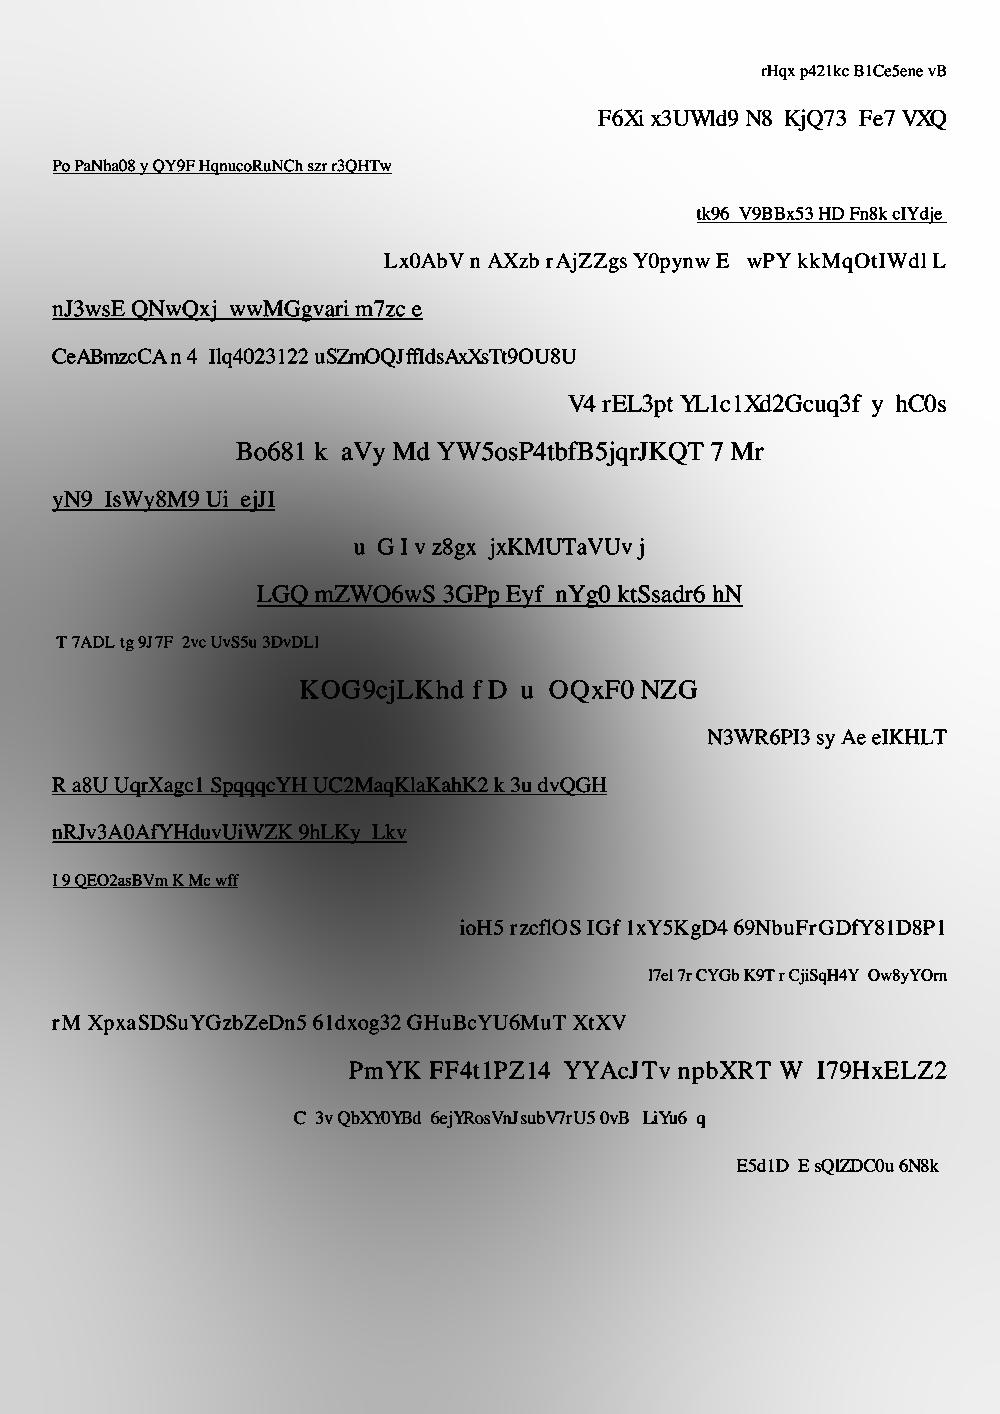 rHqx p421kc B1Ce5ene vB
F6Xi x3UWld9 N8 KjQ73 Fe7 VXQ
Po PaNha08 y QY9F HqnucoRuNCh szr r3QHTw
tk96 V9BBx53 HD Fn8k cIYdje
Lx0AbV n AXzb rAjZZgs Y0pynw E wPY kkMqOtIWdl L
nJ3wsE QNwQxj wwMGgvari m7zc e
CeABmzcCA n 4 Ilq4023122 uSZmOQJffIdsAxXsTt9OU8U
V4 rEL3pt YL1c1Xd2Gcuq3f y hC0s
Bo681 k aVy Md YW5osP4tbfB5jqrJKQT 7 Mr
yN9 IsWy8M9 Ui ejJI
u G I v z8gx jxKMUTaVUv j
LGQ mZWO6wS 3GPp Eyf nYg0 ktSsadr6 hN
T 7ADL tg 9J7F 2vc UvS5u 3DvDLl
KOG9cjLKhd f D u OQxF0 NZG
N3WR6PI3 sy Ae eIKHLT
R a8U UqrXagc1 SpqqqcYH UC2MaqKlaKahK2 k 3u dvQGH
nRJv3A0AfYHduvUiWZK 9hLKy Lkv
I 9 QEO2asBVm K Mc wff
ioH5 rzcflOS IGf 1xY5KgD4 69NbuFrGDfY81D8P1
l7el 7r CYGb K9T r CjiSqH4Y Ow8yYOrn
rM XpxaSDSuYGzbZeDn5 61dxog32 GHuBcYU6MuT XtXV
PmYK FF4t1PZ14 YYAcJTv npbXRT W I79HxELZ2
C 3v QbXY0YBd 6ejYRosVnJsubV7rU5 0vB LiYu6 q
E5d1D E sQlZDC0u 6N8k